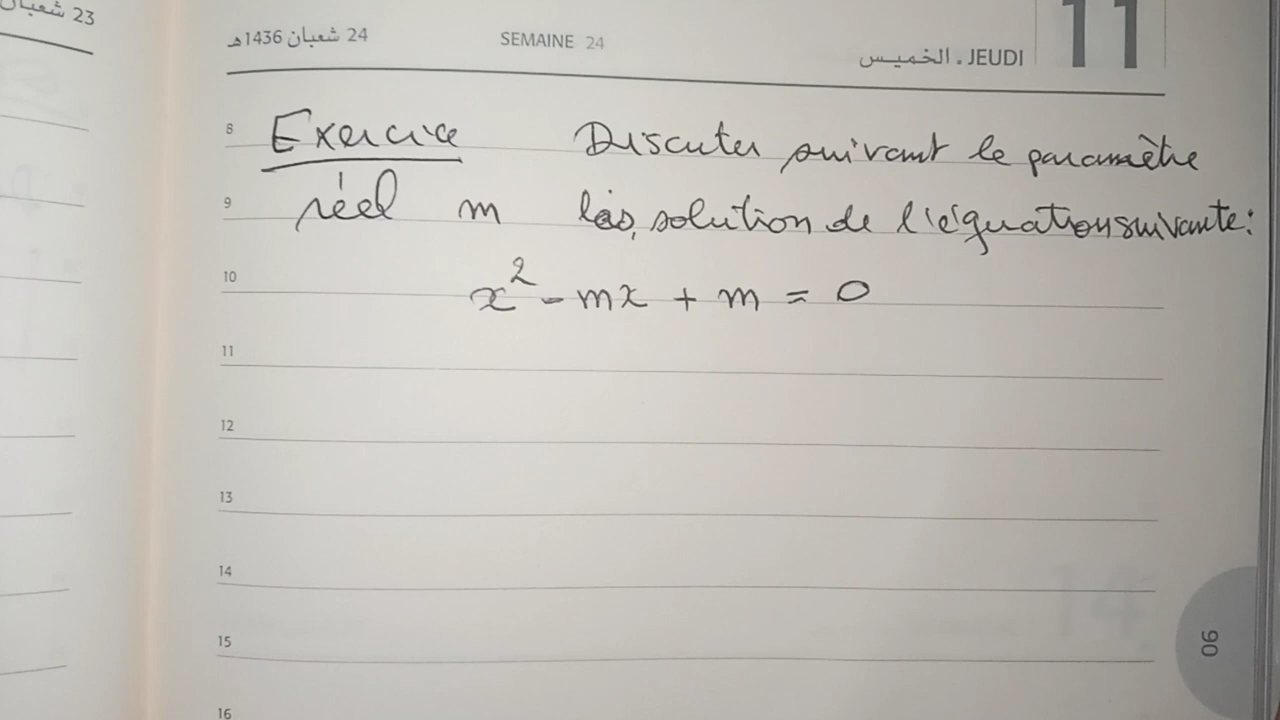 23 شعبان
24 شعبان 1436هـ
SEMAINE 24
الخميس . JEUDI
11
8
Exercice Discuter suivant le paramètre
9
réel m les solution de l'équation suivante:
10
x² - mx + m = 0
11
12
13
14
15
16
06